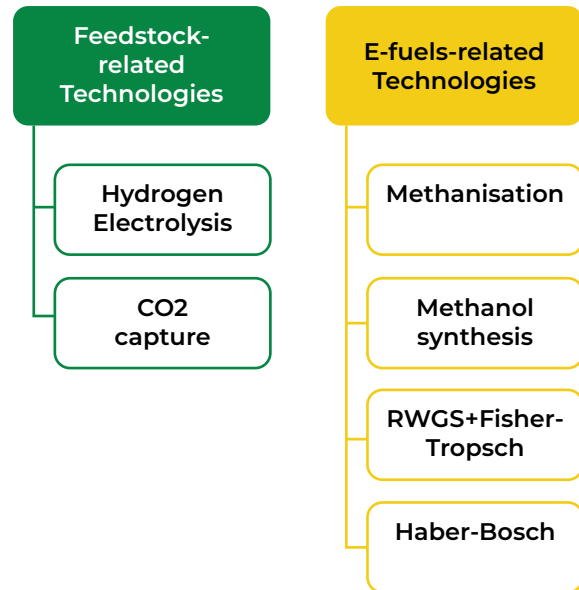 Feedstock-
related
Technologies
Hydrogen
Electrolysis
CO2
capture
E-fuels-related
Technologies
Methanisation
Methanol
synthesis
RWGS+Fisher-
Tropsch
Haber-Bosch